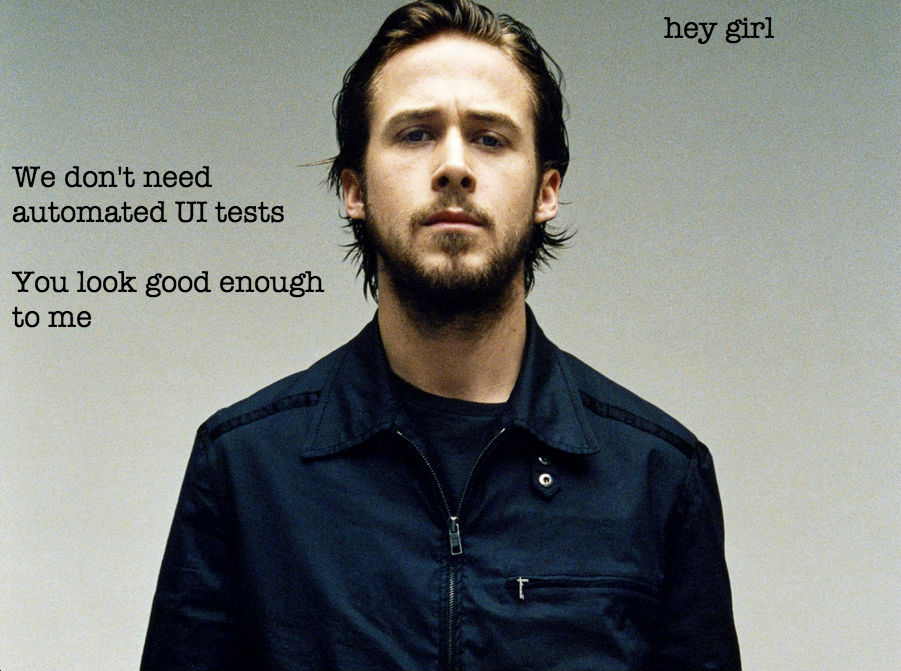 hey girl
We don't need
automated UI tests
You look good enough
to me